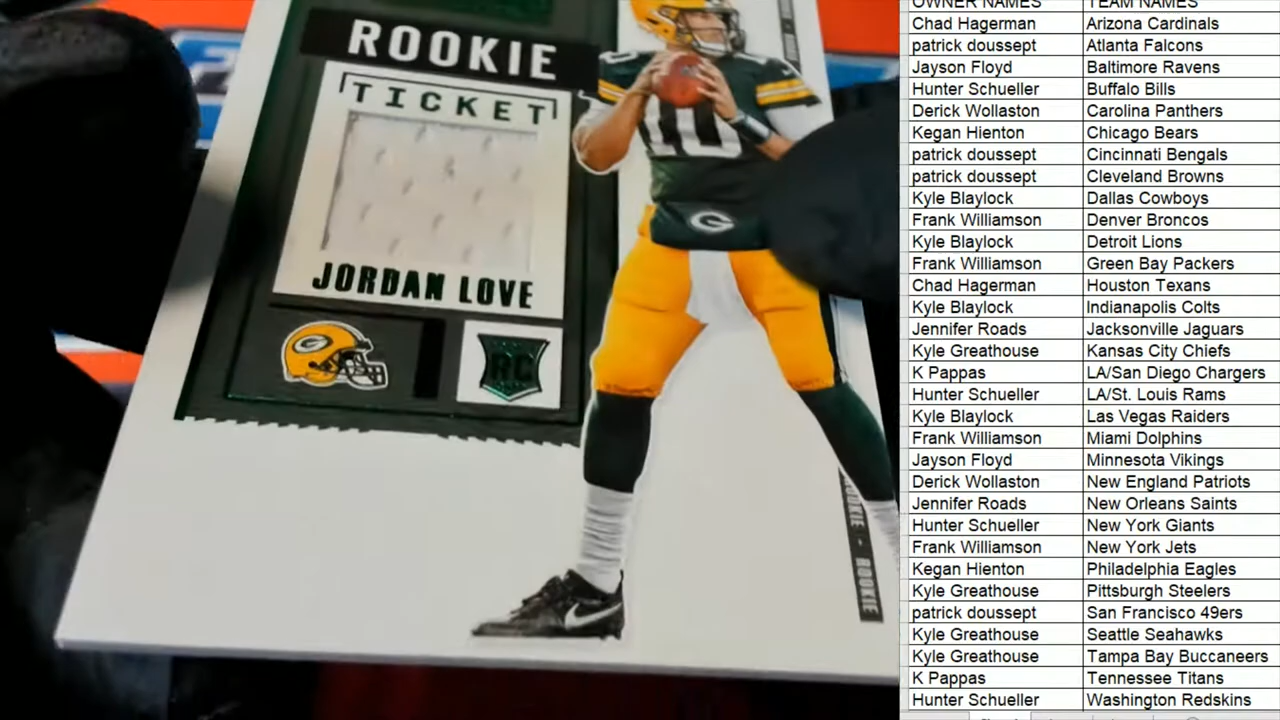 ROOKIE
TICKET
JORDAN LOVE
G
RC
10
G
ROOKIE - ROOKIE
OWNER NAMES TEAM NAMES
Chad Hagerman Arizona Cardinals
patrick doussept Atlanta Falcons
Jayson Floyd Baltimore Ravens
Hunter Schueller Buffalo Bills
Derick Wollaston Carolina Panthers
Kegan Hienton Chicago Bears
patrick doussept Cincinnati Bengals
patrick doussept Cleveland Browns
Kyle Blaylock Dallas Cowboys
Frank Williamson Denver Broncos
Kyle Blaylock Detroit Lions
Frank Williamson Green Bay Packers
Chad Hagerman Houston Texans
Kyle Blaylock Indianapolis Colts
Jennifer Roads Jacksonville Jaguars
Kyle Greathouse Kansas City Chiefs
K Pappas LA/San Diego Chargers
Hunter Schueller LA/St. Louis Rams
Kyle Blaylock Las Vegas Raiders
Frank Williamson Miami Dolphins
Jayson Floyd Minnesota Vikings
Derick Wollaston New England Patriots
Jennifer Roads New Orleans Saints
Hunter Schueller New York Giants
Frank Williamson New York Jets
Kegan Hienton Philadelphia Eagles
Kyle Greathouse Pittsburgh Steelers
patrick doussept San Francisco 49ers
Kyle Greathouse Seattle Seahawks
Kyle Greathouse Tampa Bay Buccaneers
K Pappas Tennessee Titans
Hunter Schueller Washington Redskins